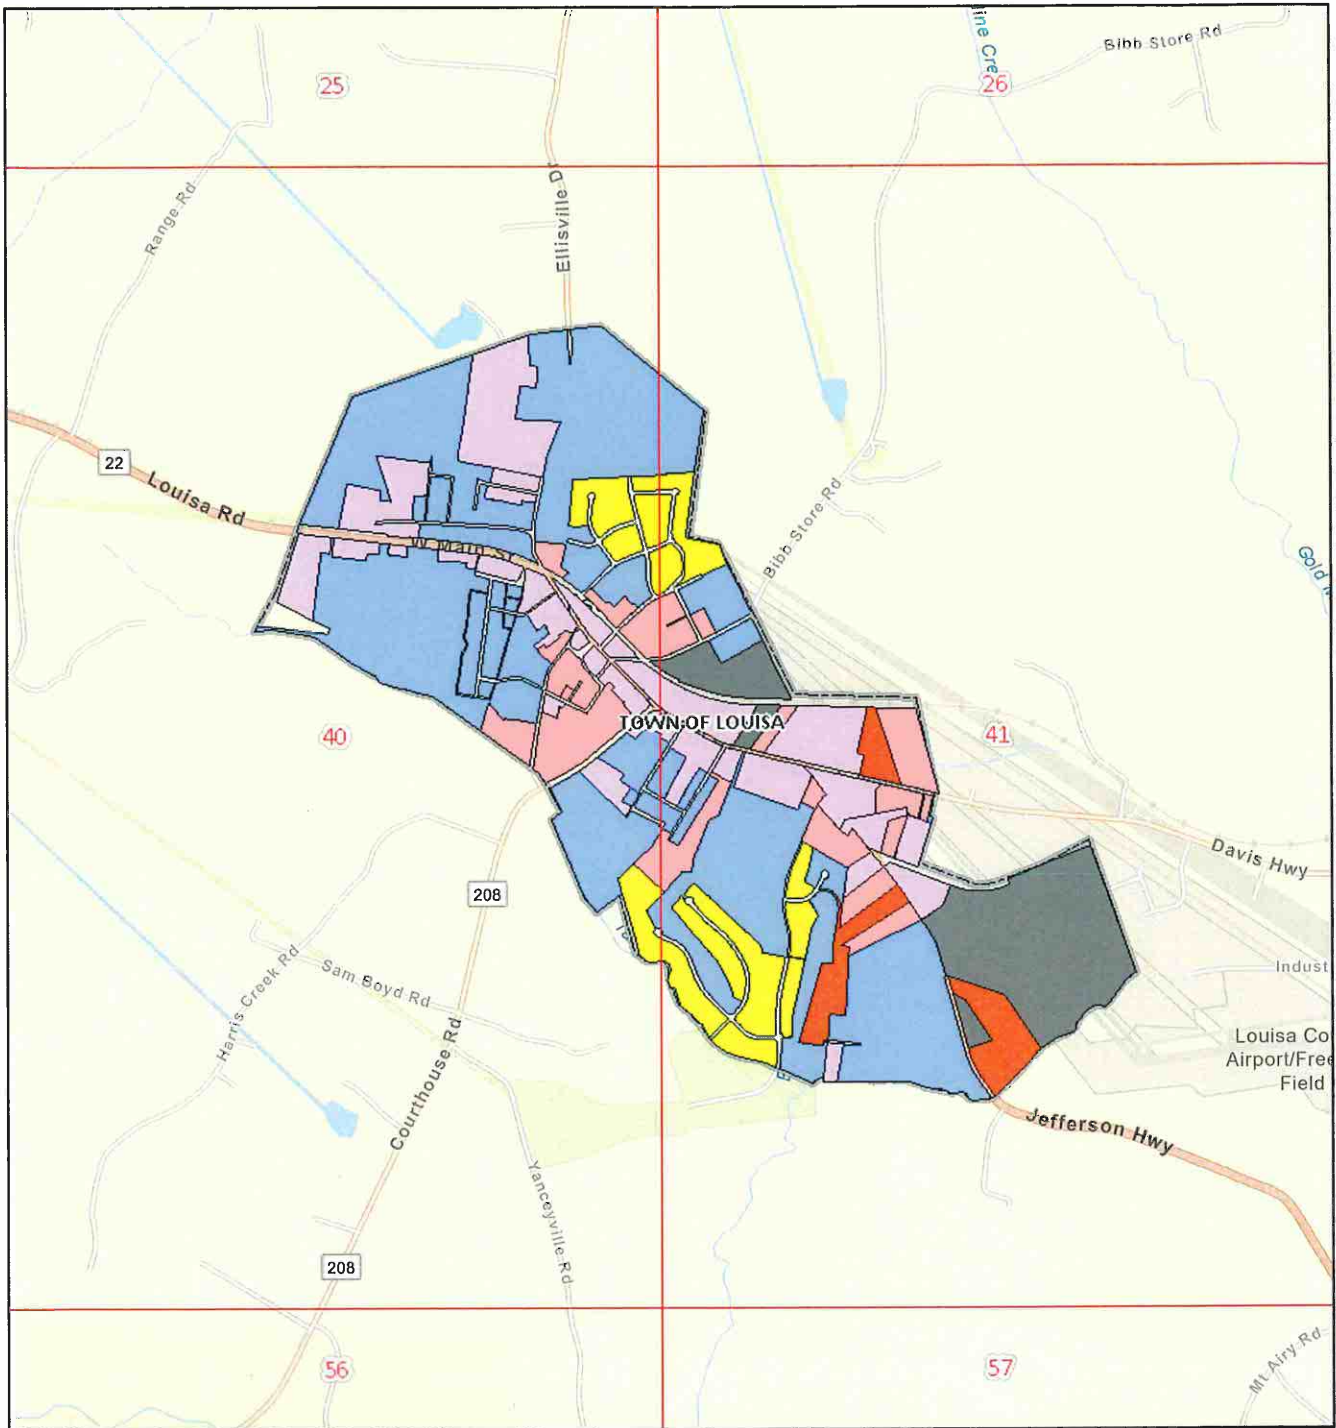 Bibb Store Rd
25
26
Range Rd
Ellisville D
22
Louisa Rd
W Main St
Bibb Store Rd
Gold
TOWN OF LOUISA
40
41
Davis Hwy
208
Indust
Sam Boyd Rd
Harris Creek Rd
Louisa Co
Airport/Free
Field
Courthouse Rd
Jefferson Hwy
Yanceyville Rd
208
56
57
Mt Airy Rd